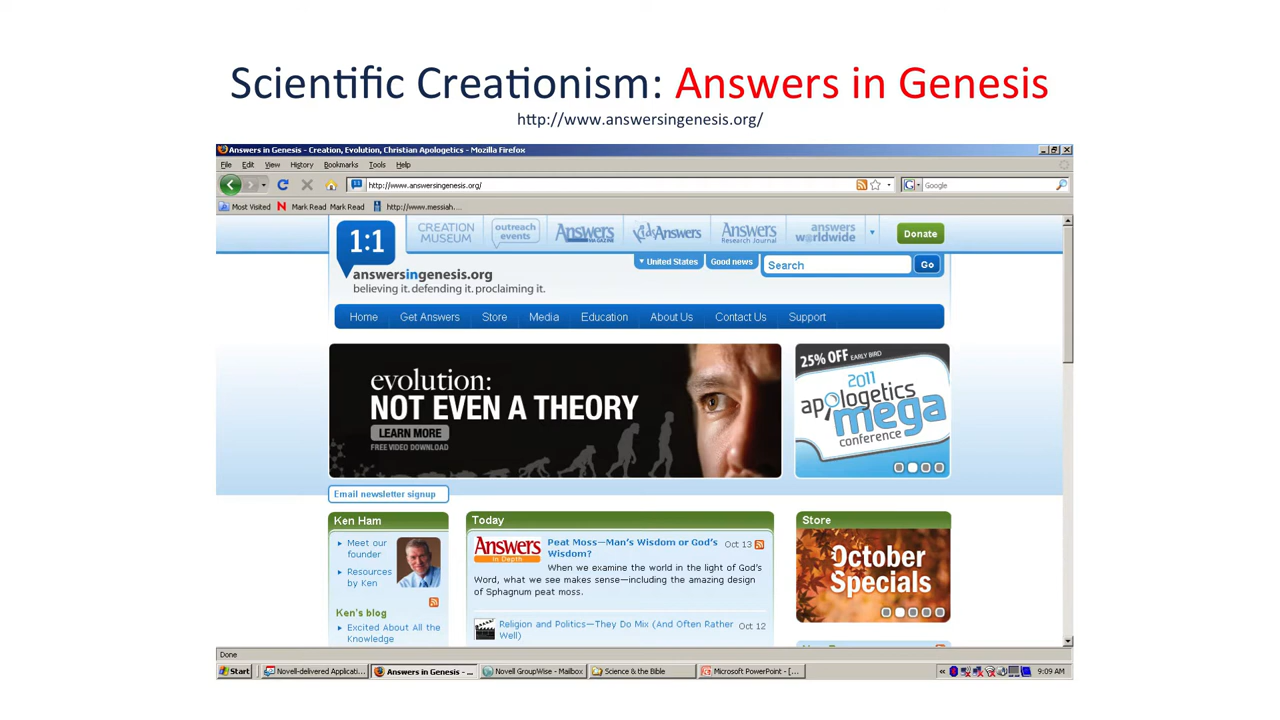 Scientific Creationism: Answers in Genesis
http://www.answersingenesis.org/
Answers in Genesis - Creation, Evolution, Christian Apologetics - Mozilla Firefox
File Edit View History Bookmarks Tools Help
http://www.answersingenesis.org/
Google
Most Visited Mark Read Mark Read http://www.messiah....
1:1
CREATION MUSEUM
outreach events
Answers MAGAZINE
KidsAnswers
Answers Research Journal
answers worldwide
Donate
United States Good news Search Go
answersingenesis.org
believing it. defending it. proclaiming it.
Home Get Answers Store Media Education About Us Contact Us Support
evolution:
NOT EVEN A THEORY
LEARN MORE
FREE VIDEO DOWNLOAD
25% OFF EARLY BIRD
2011
apologetics
mega
conference
Email newsletter signup
Ken Ham
Meet our
founder
Resources
by Ken
Ken's blog
Excited About All the
Knowledge
Today
Answers
in Depth
Peat Moss—Man's Wisdom or God's
Wisdom?
Oct 13
When we examine the world in the light of God's
Word, what we see makes sense—including the amazing design
of Sphagnum peat moss.
Religion and Politics—They Do Mix (And Often Rather
Well)
Oct 12
Store
October
Specials
Done
Start Novell-delivered Applicati... Answers in Genesis - ... Novell GroupWise - Mailbox Science & the Bible Microsoft PowerPoint - [... 9:09 AM